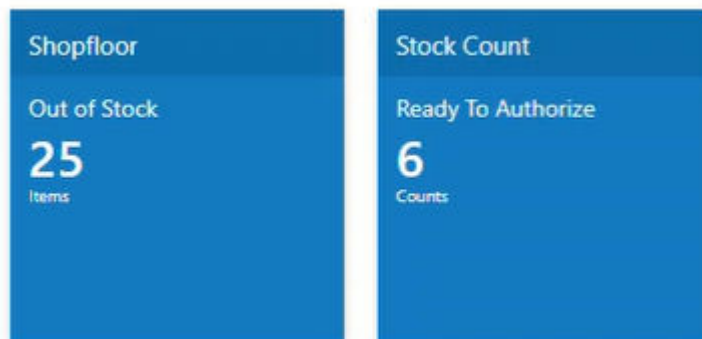 Shopfloor
Out of Stock
25
Items
Stock Count
Ready To Authorize
6
Counts